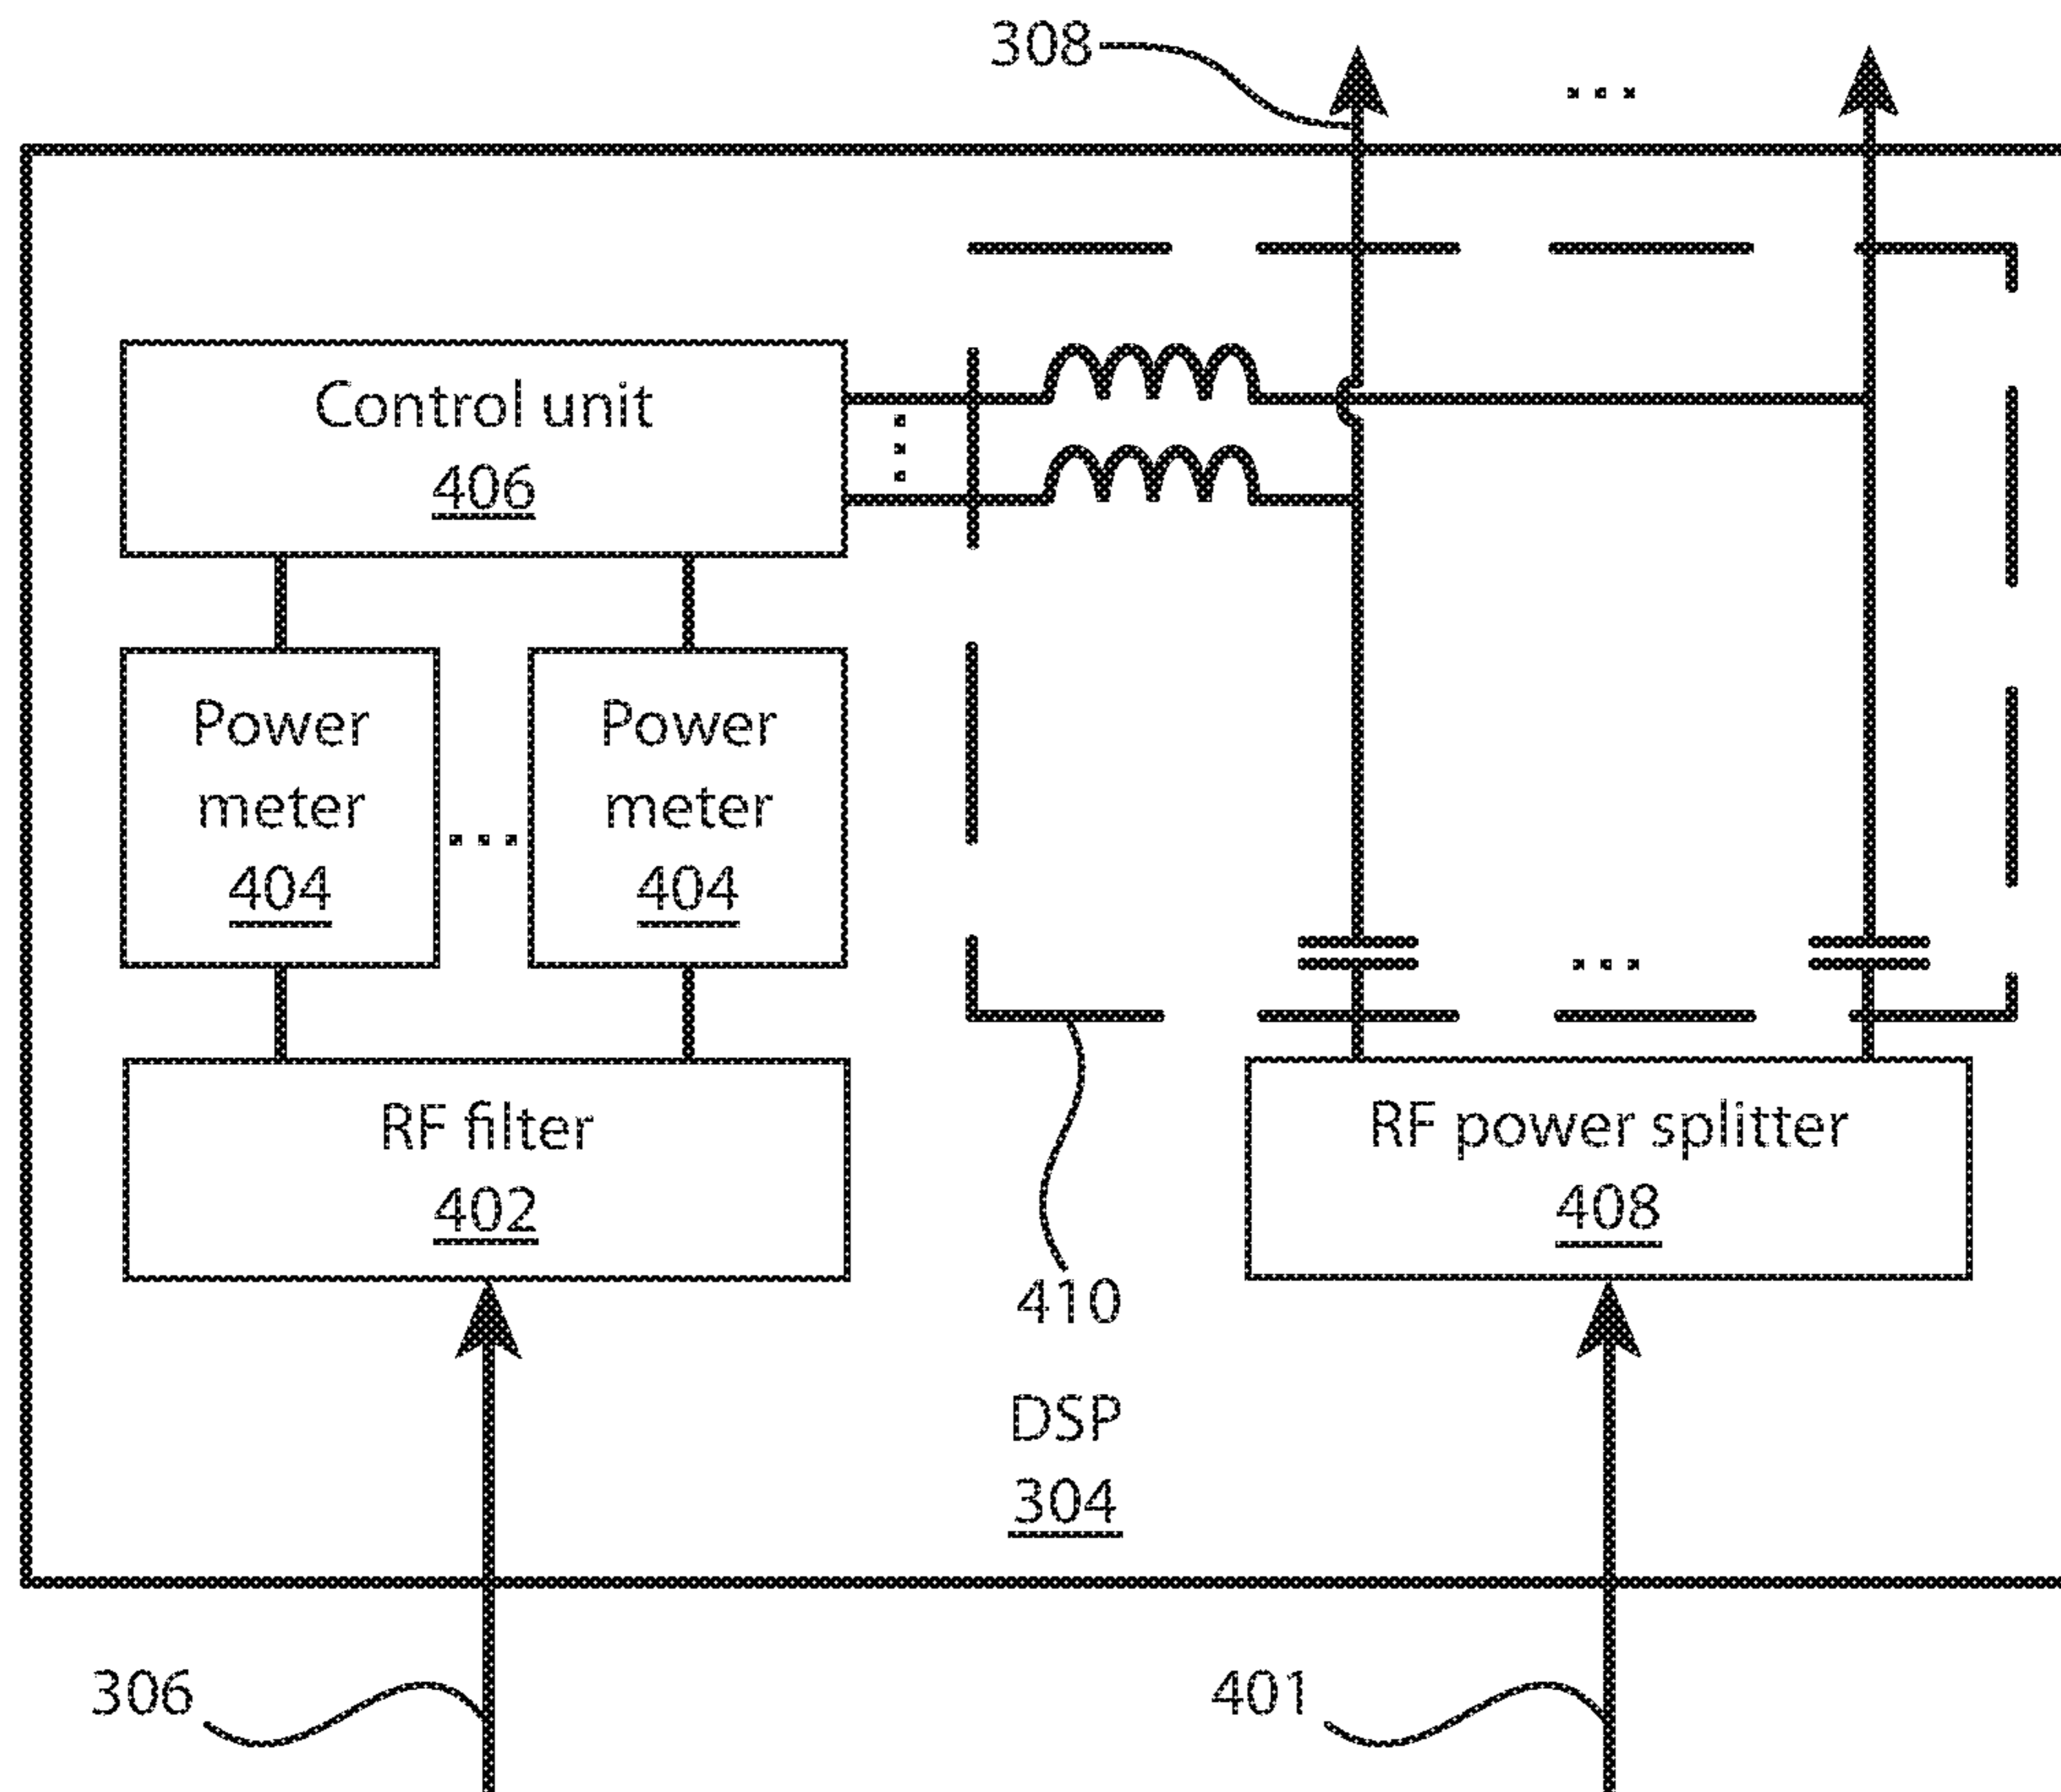 308
Control unit
406
Power
meter
404
Power
meter
404
RF filter
402
RF power splitter
408
410
DSP
304
306
401